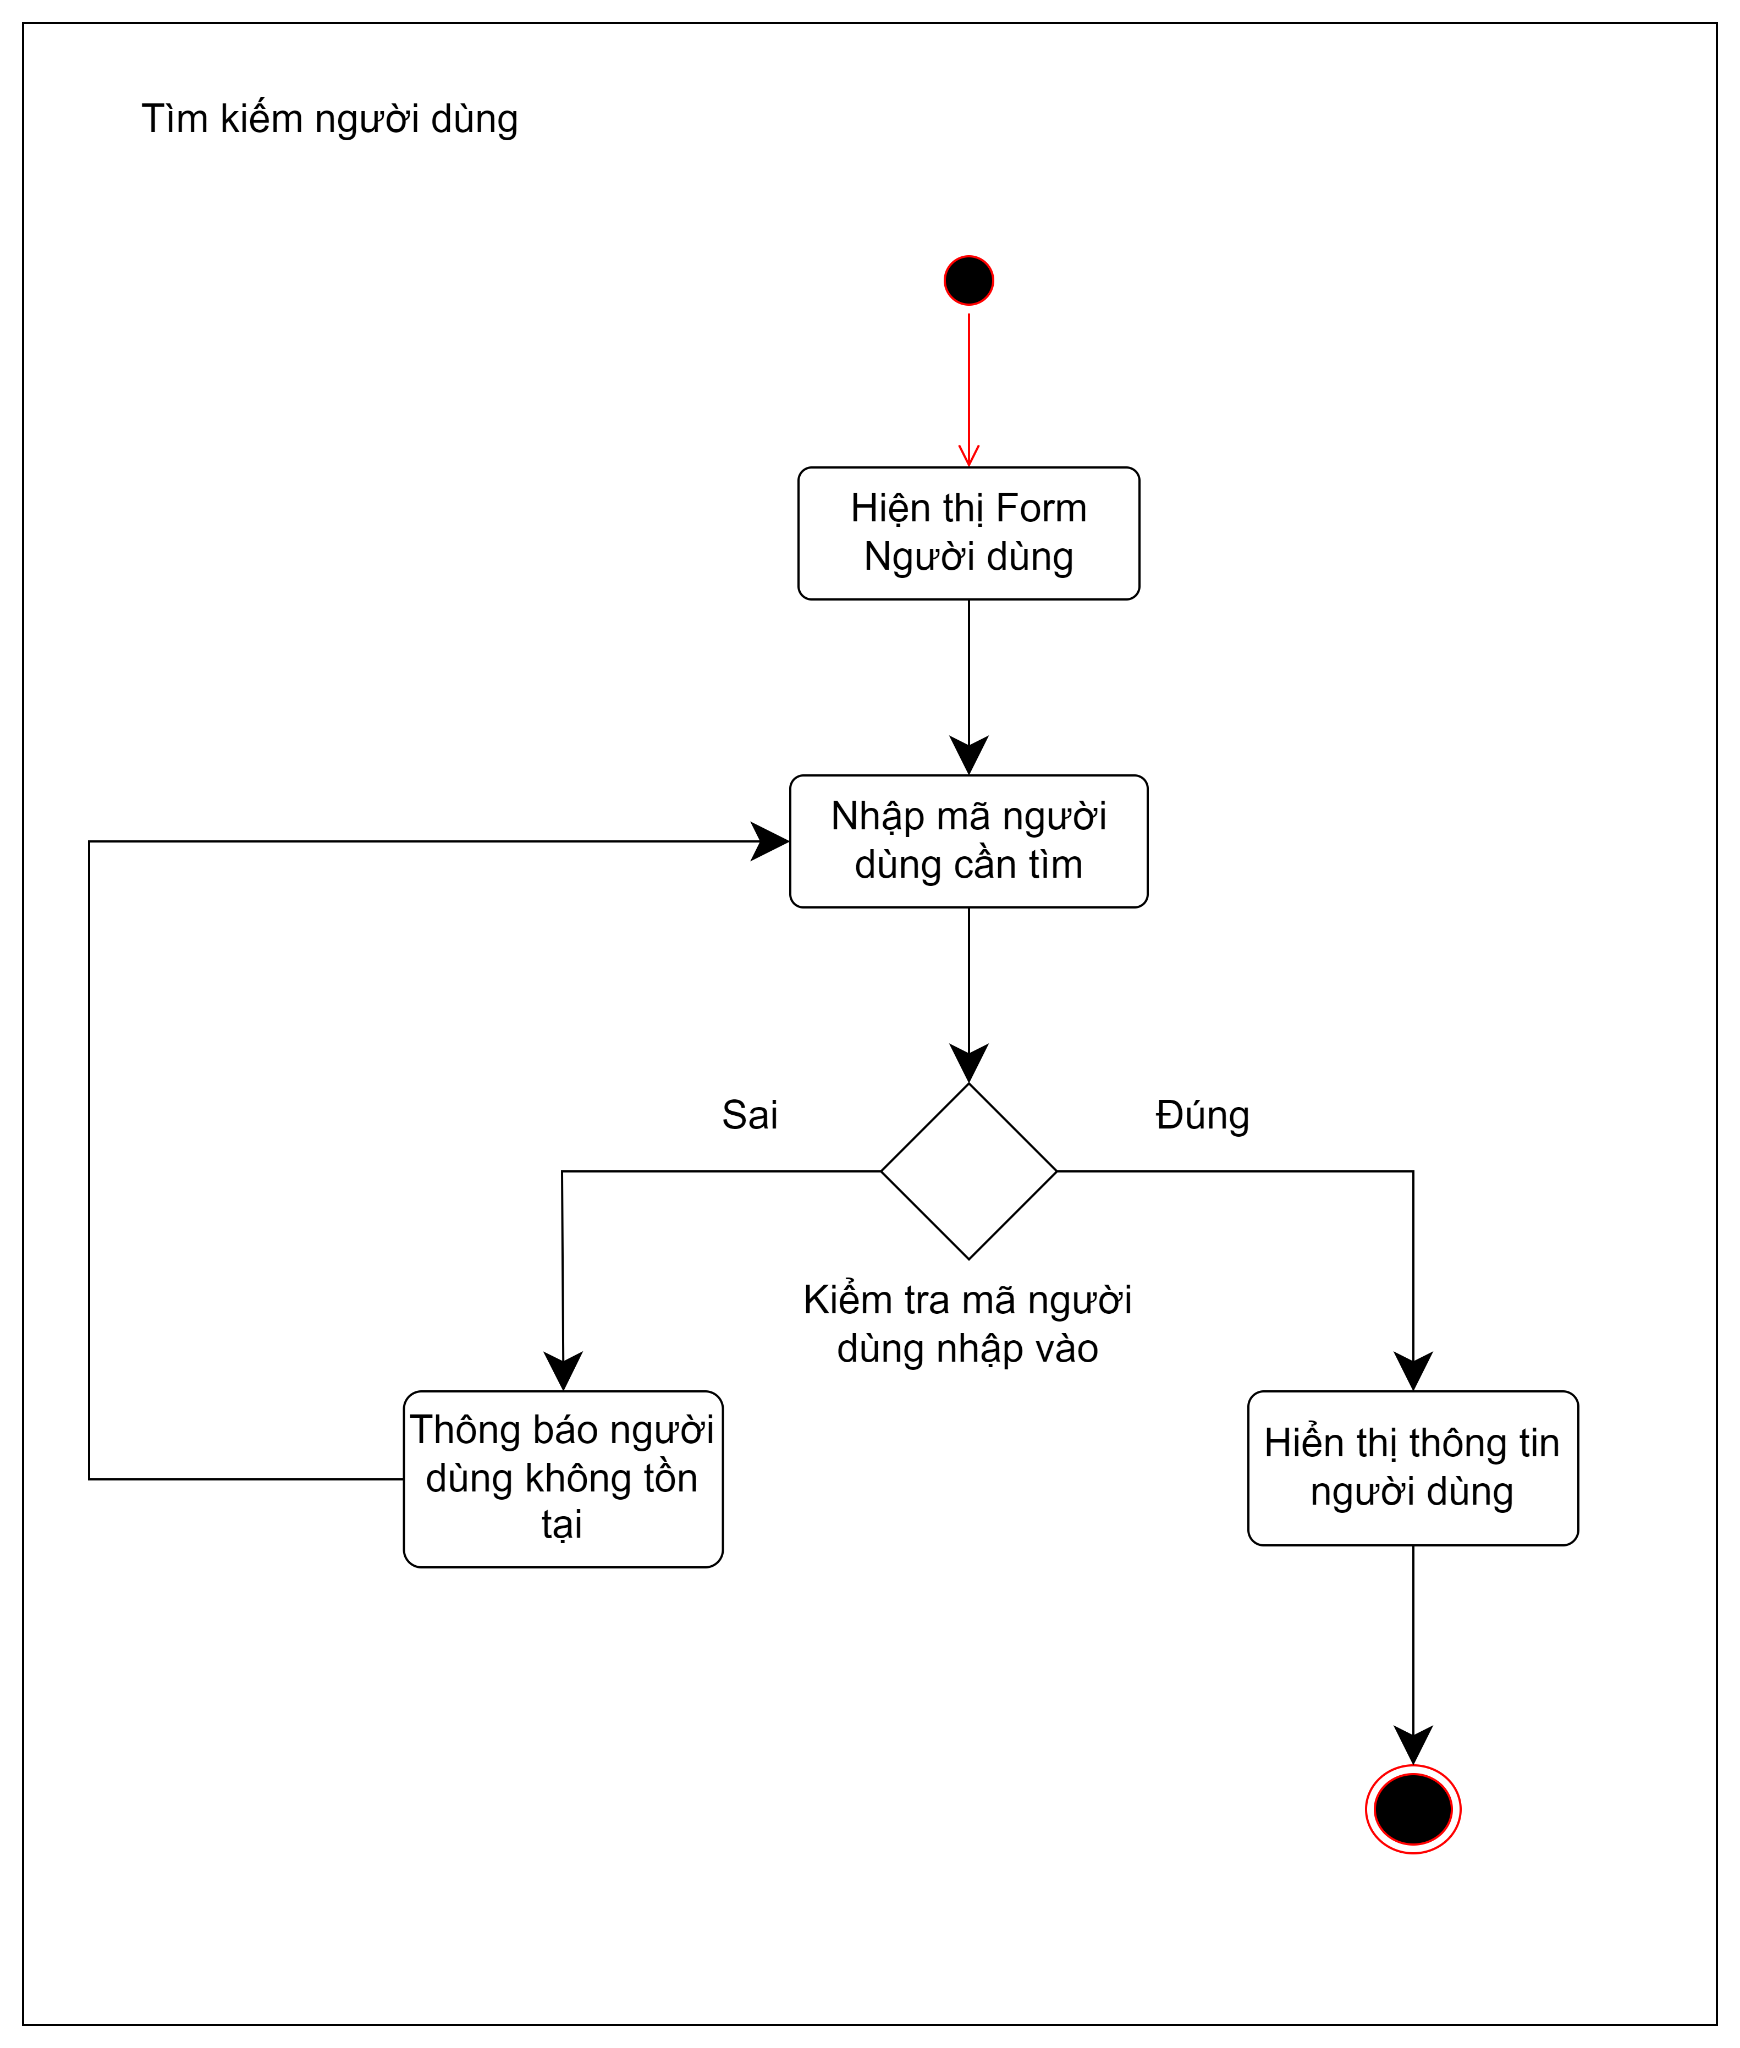 Tìm kiếm người dùng
Hiện thị Form
Người dùng
Nhập mã người
dùng cần tìm
Sai
Đúng
Kiểm tra mã người
dùng nhập vào
Thông báo người
dùng không tồn
tại
Hiển thị thông tin
người dùng